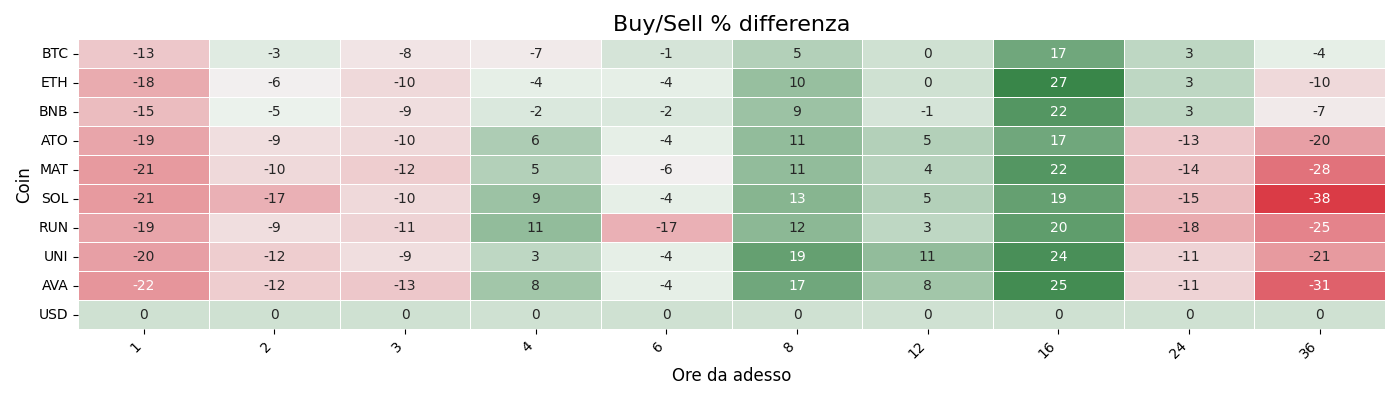 Buy/Sell % differenza
Coin
BTC -13 -3 -8 -7 -1 5 0 17 3 -4
ETH -18 -6 -10 -4 -4 10 0 27 3 -10
BNB -15 -5 -9 -2 -2 9 -1 22 3 -7
ATO -19 -9 -10 6 -4 11 5 17 -13 -20
MAT -21 -10 -12 5 -6 11 4 22 -14 -28
SOL -21 -17 -10 9 -4 13 5 19 -15 -38
RUN -19 -9 -11 11 -17 12 3 20 -18 -25
UNI -20 -12 -9 3 -4 19 11 24 -11 -21
AVA -22 -12 -13 8 -4 17 8 25 -11 -31
USD 0 0 0 0 0 0 0 0 0 0
1 2 3 4 6 8 12 16 24 36
Ore da adesso